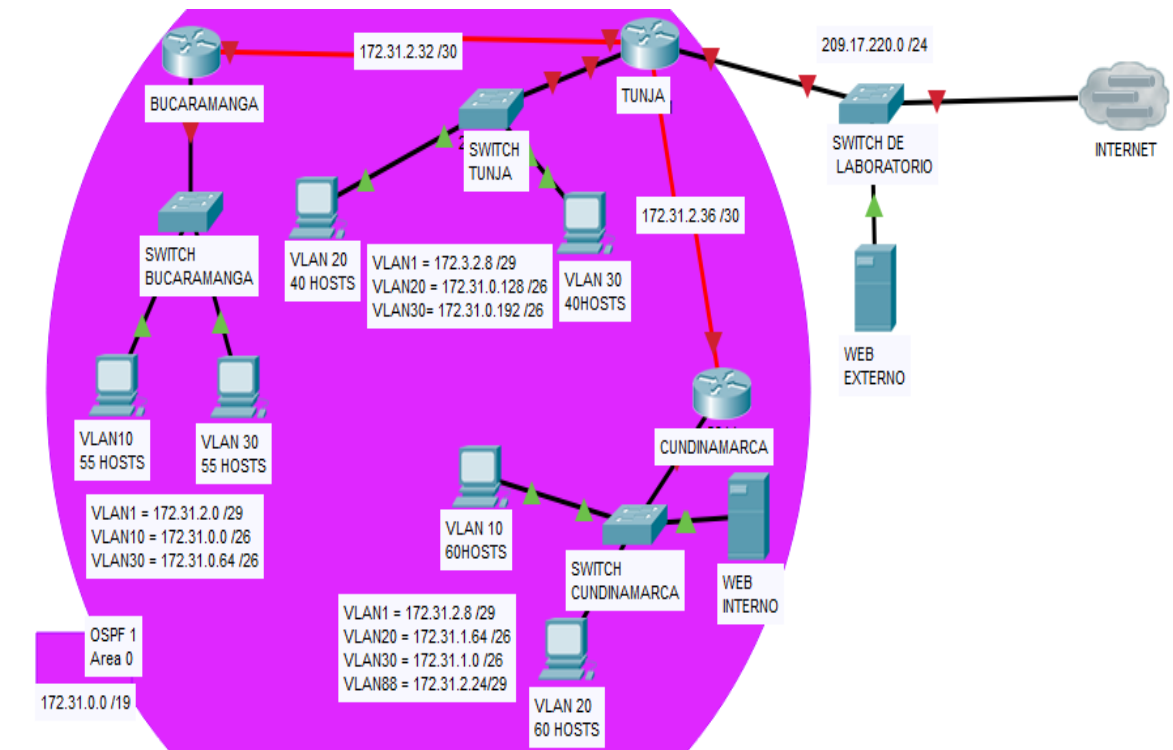 172.31.2.32 /30
BUCARAMANGA
TUNJA
209.17.220.0 /24
SWITCH DE
LABORATORIO
INTERNET
SWITCH
TUNJA
172.31.2.36 /30
SWITCH
BUCARAMANGA
VLAN 20
40 HOSTS
VLAN1 = 172.3.2.8 /29
VLAN20 = 172.31.0.128 /26
VLAN30= 172.31.0.192 /26
VLAN 30
40HOSTS
WEB
EXTERNO
VLAN10
55 HOSTS
VLAN 30
55 HOSTS
CUNDINAMARCA
VLAN1 = 172.31.2.0 /29
VLAN10 = 172.31.0.0 /26
VLAN30 = 172.31.0.64 /26
VLAN 10
60HOSTS
SWITCH
CUNDINAMARCA
WEB
INTERNO
VLAN1 = 172.31.2.8 /29
VLAN20 = 172.31.1.64 /26
VLAN30 = 172.31.1.0 /26
VLAN88 = 172.31.2.24/29
OSPF 1
Area 0
172.31.0.0 /19
VLAN 20
60 HOSTS